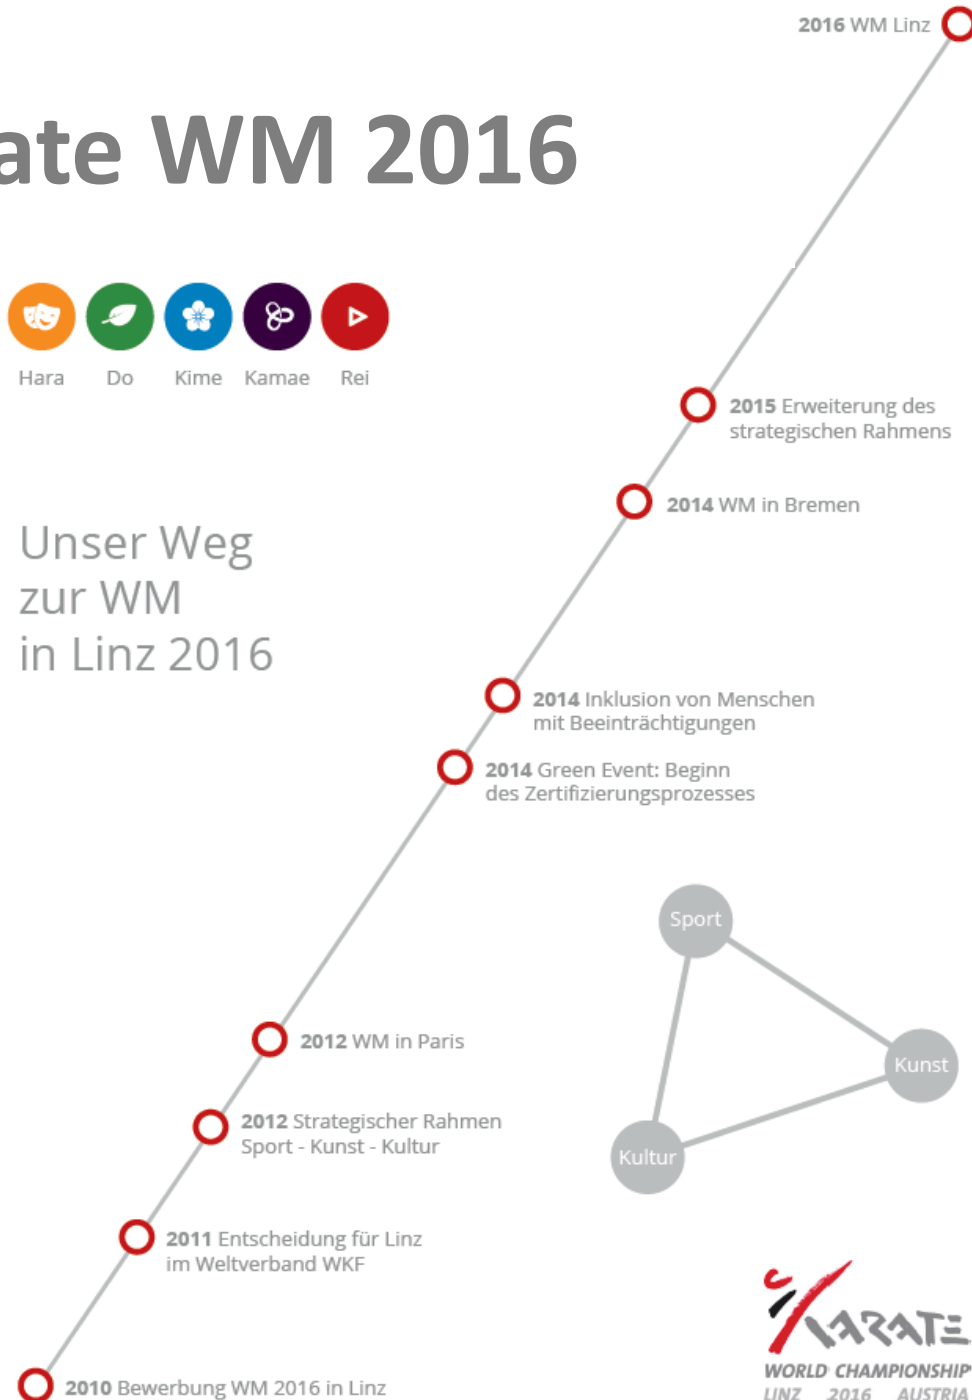 2016 WM Linz
ate WM 2016
Hara Do Kime Kamae Rei
2015 Erweiterung des
strategischen Rahmens
2014 WM in Bremen
Unser Weg
zur WM
in Linz 2016
2014 Inklusion von Menschen
mit Beeinträchtigungen
2014 Green Event: Beginn
des Zertifizierungsprozesses
Sport
Kunst
Kultur
2012 WM in Paris
2012 Strategischer Rahmen
Sport - Kunst - Kultur
2011 Entscheidung für Linz
im Weltverband WKF
2010 Bewerbung WM 2016 in Linz
KARATE
WORLD CHAMPIONSHIP
LINZ 2016 AUSTRIA